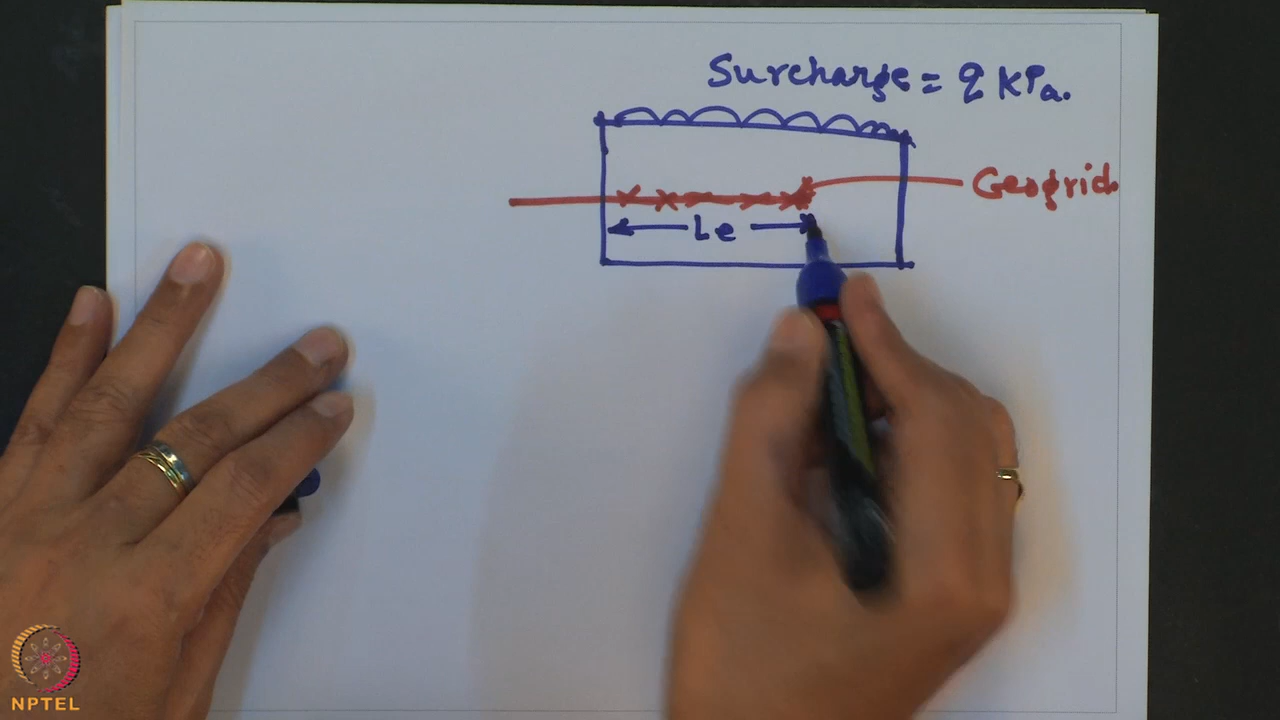 Surcharge = q kPa.
Geogrid
Le
NPTEL